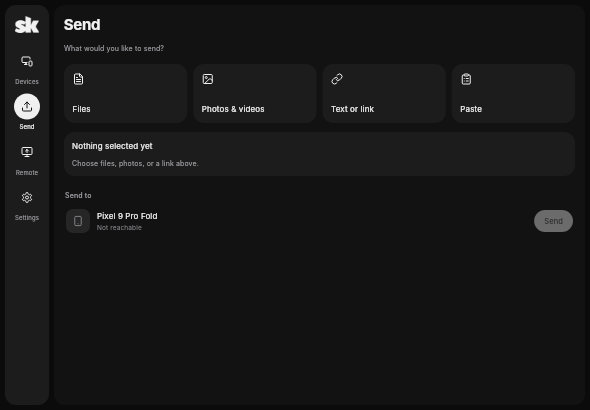 sk
Devices
Send
Remote
Settings
Send
What would you like to send?
Files
Photos & videos
Text or link
Paste
Nothing selected yet
Choose files, photos, or a link above.
Send to
Pixel 9 Pro Fold
Not reachable
Send